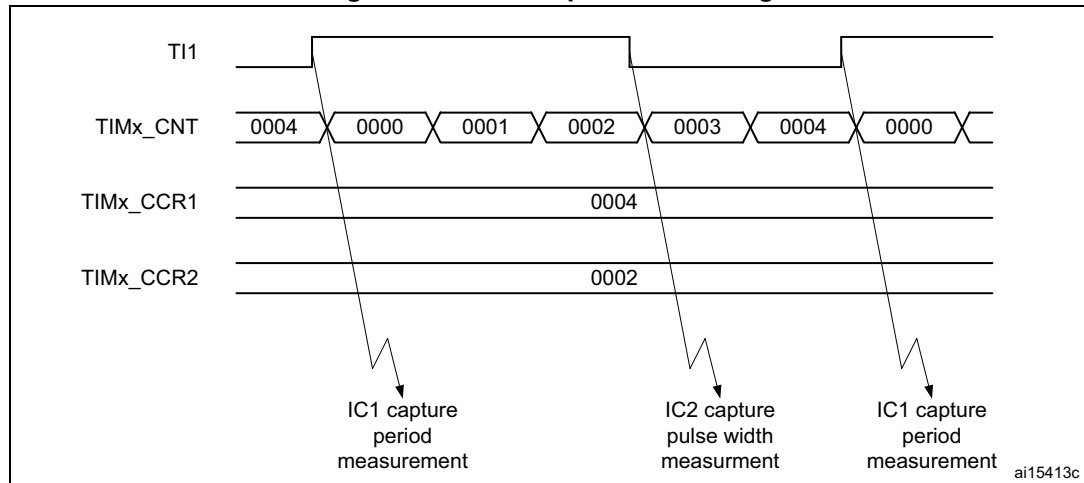 TI1
TIMx_CNT 0004 0000 0001 0002 0003 0004 0000
TIMx_CCR1 0004
TIMx_CCR2 0002
IC1 capture
period
measurement
IC2 capture
pulse width
measurment
IC1 capture
period
measurement
ai15413c